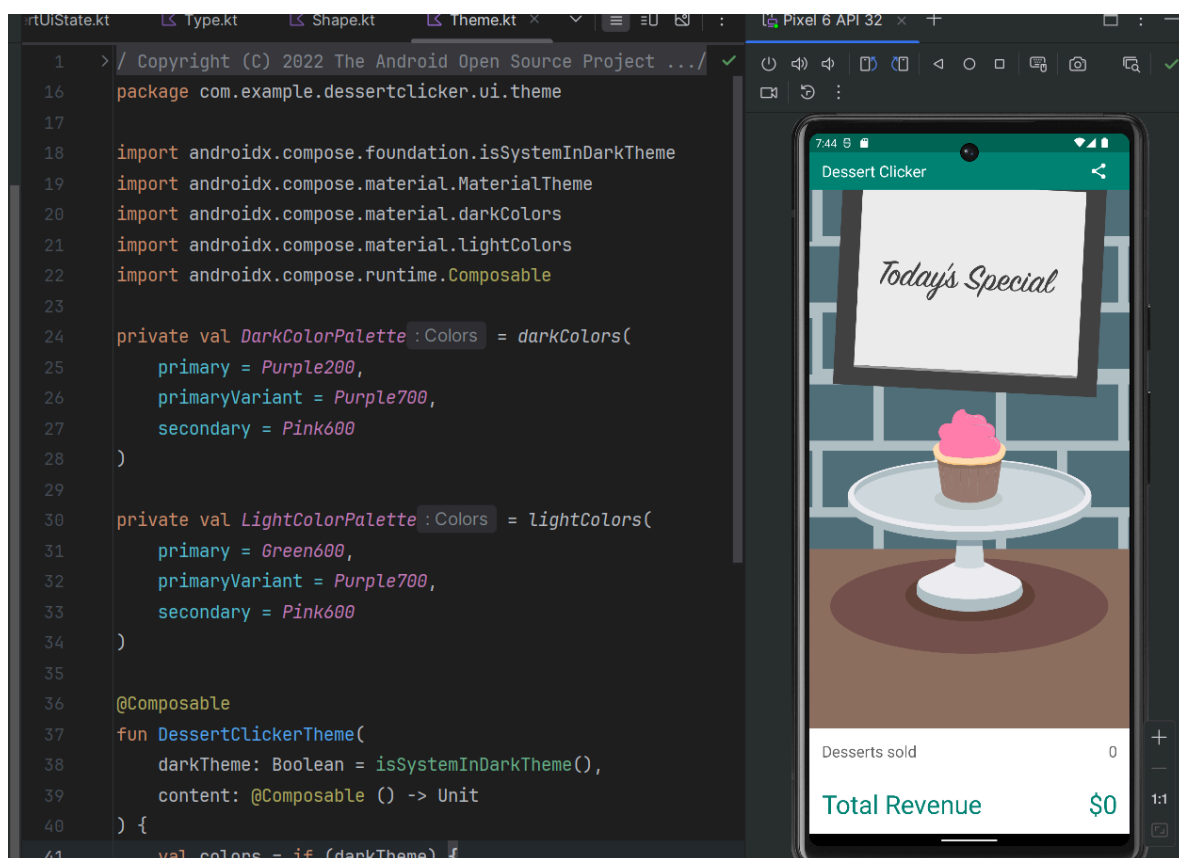 rtUiState.kt Type.kt Shape.kt Theme.kt Pixel 6 API 32
1 / Copyright (C) 2022 The Android Open Source Project .../
16 package com.example.dessertclicker.ui.theme
17
18 import androidx.compose.foundation.isSystemInDarkTheme
19 import androidx.compose.material.MaterialTheme
20 import androidx.compose.material.darkColors
21 import androidx.compose.material.lightColors
22 import androidx.compose.runtime.Composable
23
24 private val DarkColorPalette : Colors = darkColors(
25 primary = Purple200,
26 primaryVariant = Purple700,
27 secondary = Pink600
28 )
29
30 private val LightColorPalette : Colors = lightColors(
31 primary = Green600,
32 primaryVariant = Purple700,
33 secondary = Pink600
34 )
35
36 @Composable
37 fun DessertClickerTheme(
38 darkTheme: Boolean = isSystemInDarkTheme(),
39 content: @Composable () -> Unit
40 ) {
41 val colors = if (darkTheme) {
7:44
Dessert Clicker
Today's Special
Desserts sold 0
Total Revenue $0
1:1